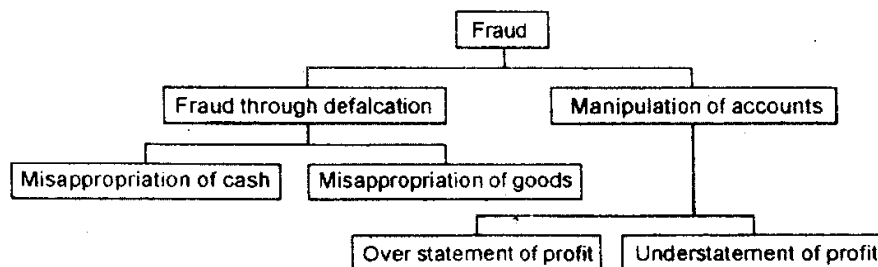 Fraud
Fraud through defalcation
Manipulation of accounts
Misappropriation of cash
Misappropriation of goods
Over statement of profit
Understatement of profit